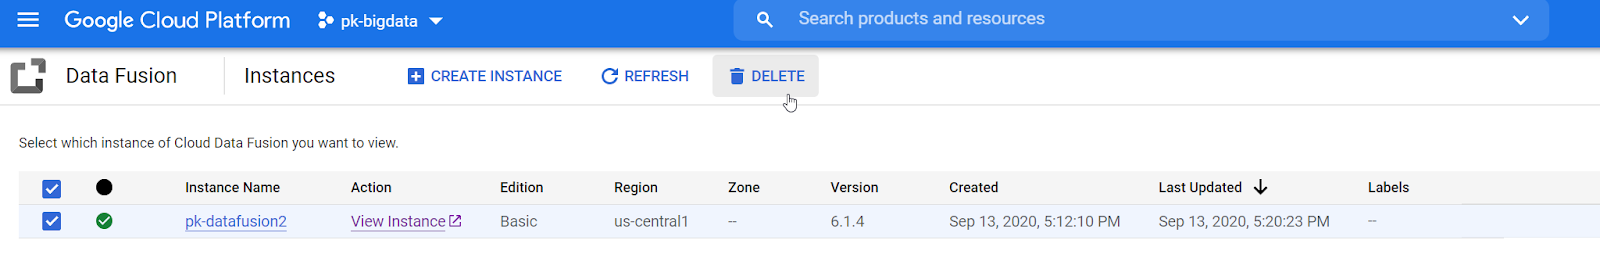 Google Cloud Platform pk-bigdata Search products and resources
Data Fusion Instances CREATE INSTANCE REFRESH DELETE
Select which instance of Cloud Data Fusion you want to view.
Instance Name Action Edition Region Zone Version Created Last Updated Labels
pk-datafusion2 View Instance Basic us-central1 -- 6.1.4 Sep 13, 2020, 5:12:10 PM Sep 13, 2020, 5:20:23 PM --